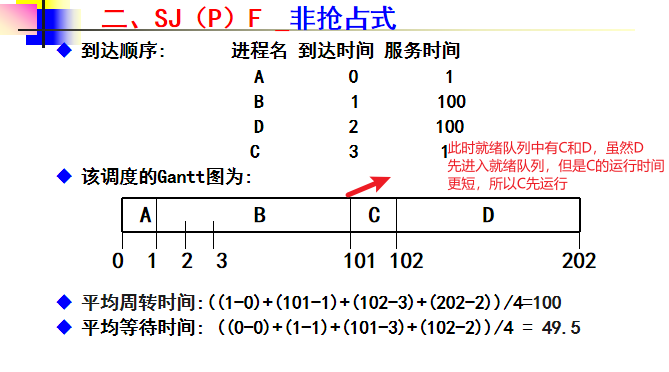 二、SJ（P）F _非抢占式
到达顺序: 进程名 到达时间 服务时间
A 0 1
B 1 100
D 2 100
C 3 1
此时就绪队列中有C和D，虽然D
先进入就绪队列，但是C的运行时间
更短，所以C先运行
该调度的Gantt图为:
A B C D
0 1 2 3 101 102 202
平均周转时间:((1-0)+(101-1)+(102-3)+(202-2))/4=100
平均等待时间: ((0-0)+(1-1)+(101-3)+(102-2))/4 = 49.5